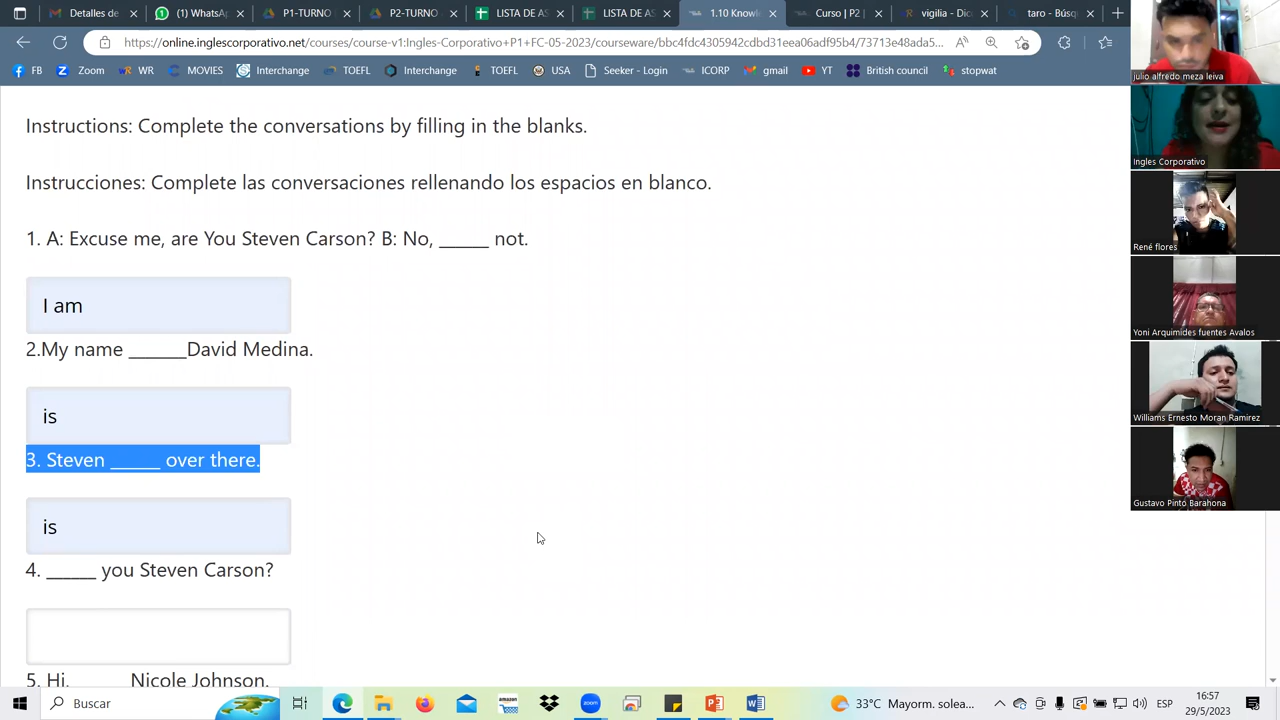 Gmail
(1) WhatsA
P1-TURNO
P2-TURNO
LISTA DE AS
LISTA DE AS
1.10 Knowle
Curso | P2 |
vigilia -
taro - Búsq
https://online.inglescorporativo.net/courses/course-v1:Ingles-Corporativo+P1+FC-05-2023/courseware/bbc4fdc4305942cdbd31eea06adf95b4/73713e48ada5...
FB
Zoom
WR
MOVIES
Interchange
TOEFL
Interchange
TOEFL
USA
Seeker - Login
ICORP
gmail
YT
British council
stopwat
julio alfredo meza leiva
Instructions: Complete the conversations by filling in the blanks.
Ingles Corporativo
Instrucciones: Complete las conversaciones rellenando los espacios en blanco.
1. A: Excuse me, are You Steven Carson? B: No, ______ not.
René flores
I am
Yoni Arquimides fuentes Avalos
2.My name _______David Medina.
is
Williams Ernesto Moran Ramirez
3. Steven ______ over there.
Gustavo Pinto Barahona
is
4. ______ you Steven Carson?
5. Hi, _______ Nicole Johnson.
Buscar
33°C Mayorm. solea...
ESP
16:57
29/5/2023